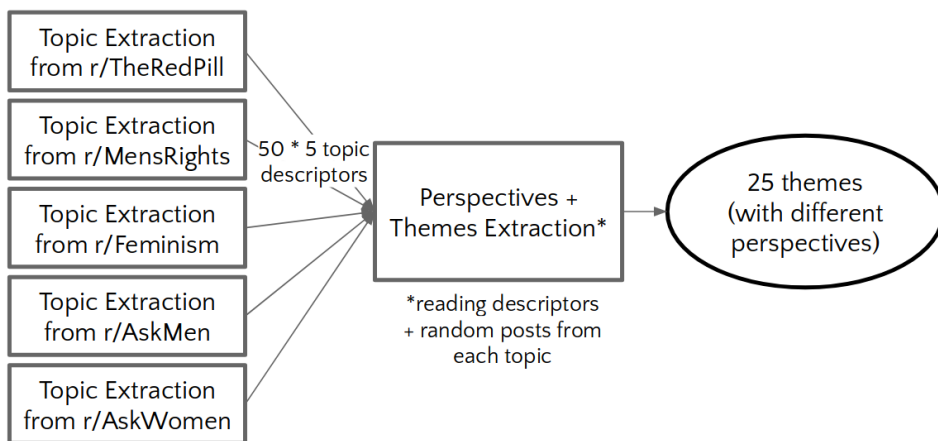 Topic Extraction
from r/TheRedPill
Topic Extraction
from r/MensRights
Topic Extraction
from r/Feminism
Topic Extraction
from r/AskMen
Topic Extraction
from r/AskWomen
50 * 5 topic
descriptors
Perspectives +
Themes Extraction*
*reading descriptors
+ random posts from
each topic
25 themes
(with different
perspectives)